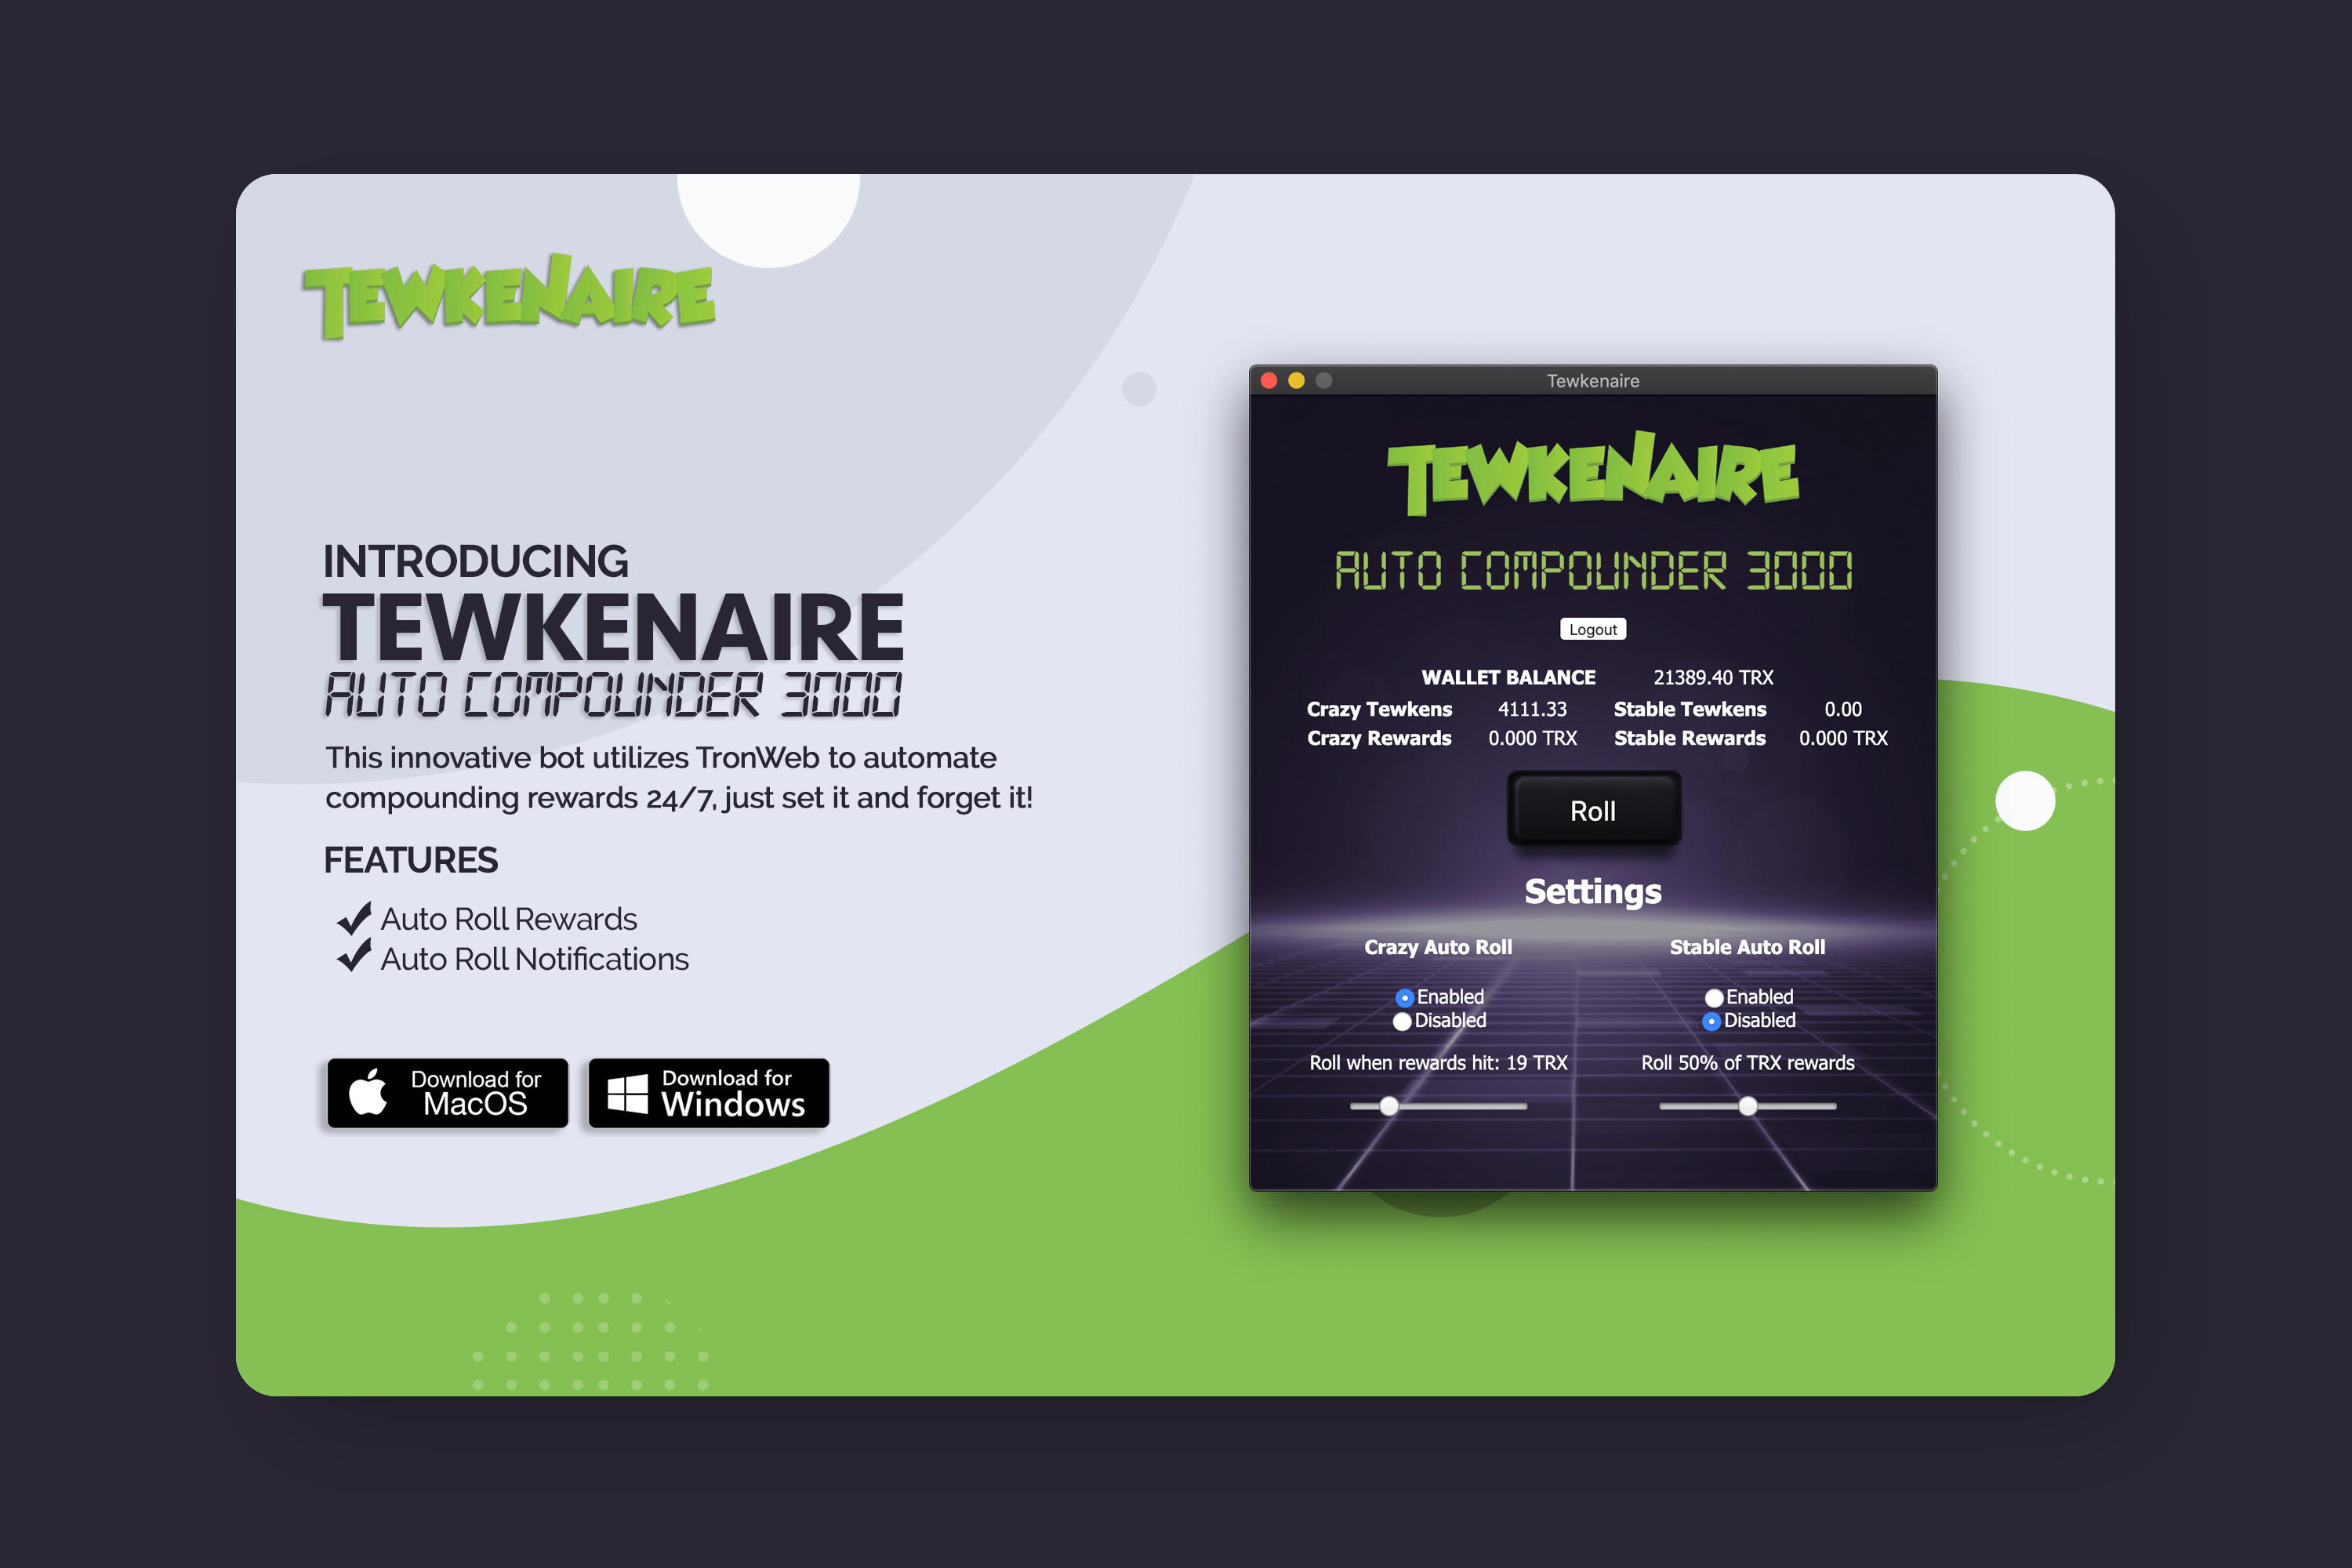 TEWKENAIRE
INTRODUCING
TEWKENAIRE
AUTO COMPOUNDER 3000
This innovative bot utilizes TronWeb to automate
compounding rewards 24/7, just set it and forget it!
FEATURES
Auto Roll Rewards
Auto Roll Notifications
Download for
MacOS
Download for
Windows
Tewkenaire
TEWKENAIRE
AUTO COMPOUNDER 3000
Logout
WALLET BALANCE 21389.40 TRX
Crazy Tewkens 4111.33 Stable Tewkens 0.00
Crazy Rewards 0.000 TRX Stable Rewards 0.000 TRX
Roll
Settings
Crazy Auto Roll Stable Auto Roll
Enabled Enabled
Disabled Disabled
Roll when rewards hit: 19 TRX Roll 50% of TRX rewards